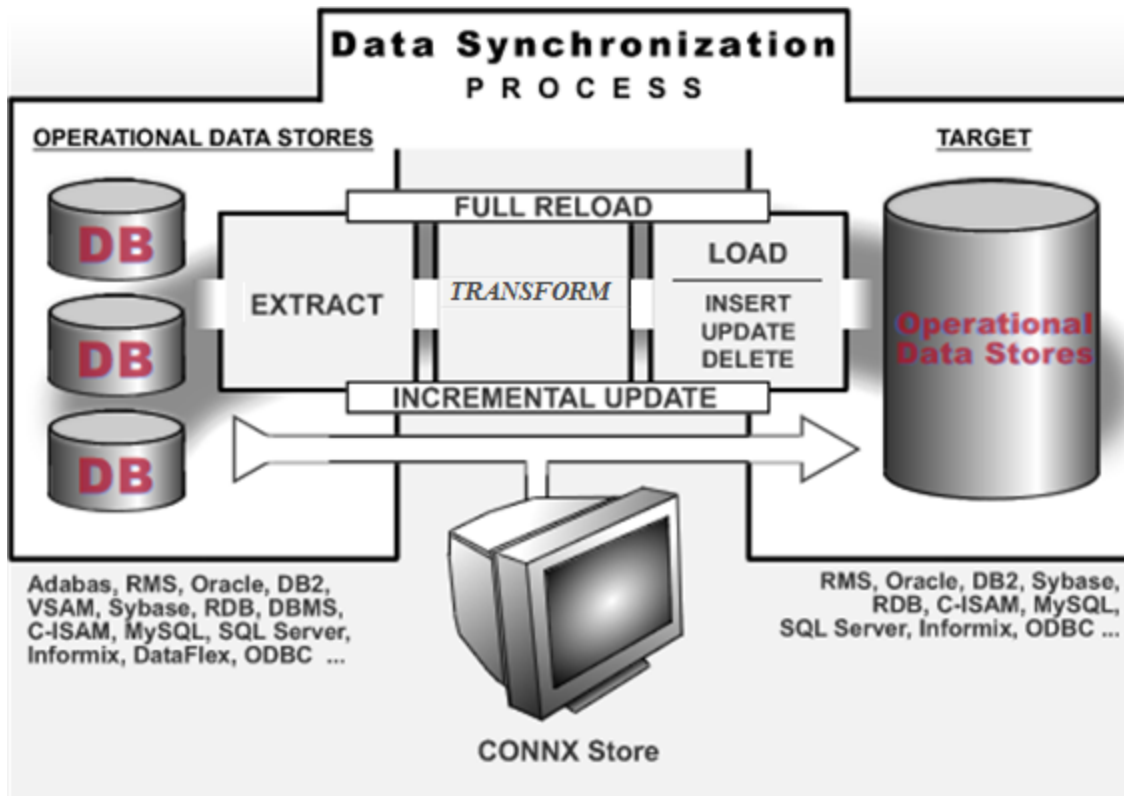 Data Synchronization
PROCESS
OPERATIONAL DATA STORES
TARGET
DB
DB
DB
FULL RELOAD
EXTRACT
TRANSFORM
LOAD
INSERT
UPDATE
DELETE
INCREMENTAL UPDATE
Operational
Data Stores
Adabas, RMS, Oracle, DB2,
VSAM, Sybase, RDB, DBMS,
C-ISAM, MySQL, SQL Server,
Informix, DataFlex, ODBC ...
RMS, Oracle, DB2, Sybase,
RDB, C-ISAM, MySQL,
SQL Server, Informix, ODBC ...
CONNX Store